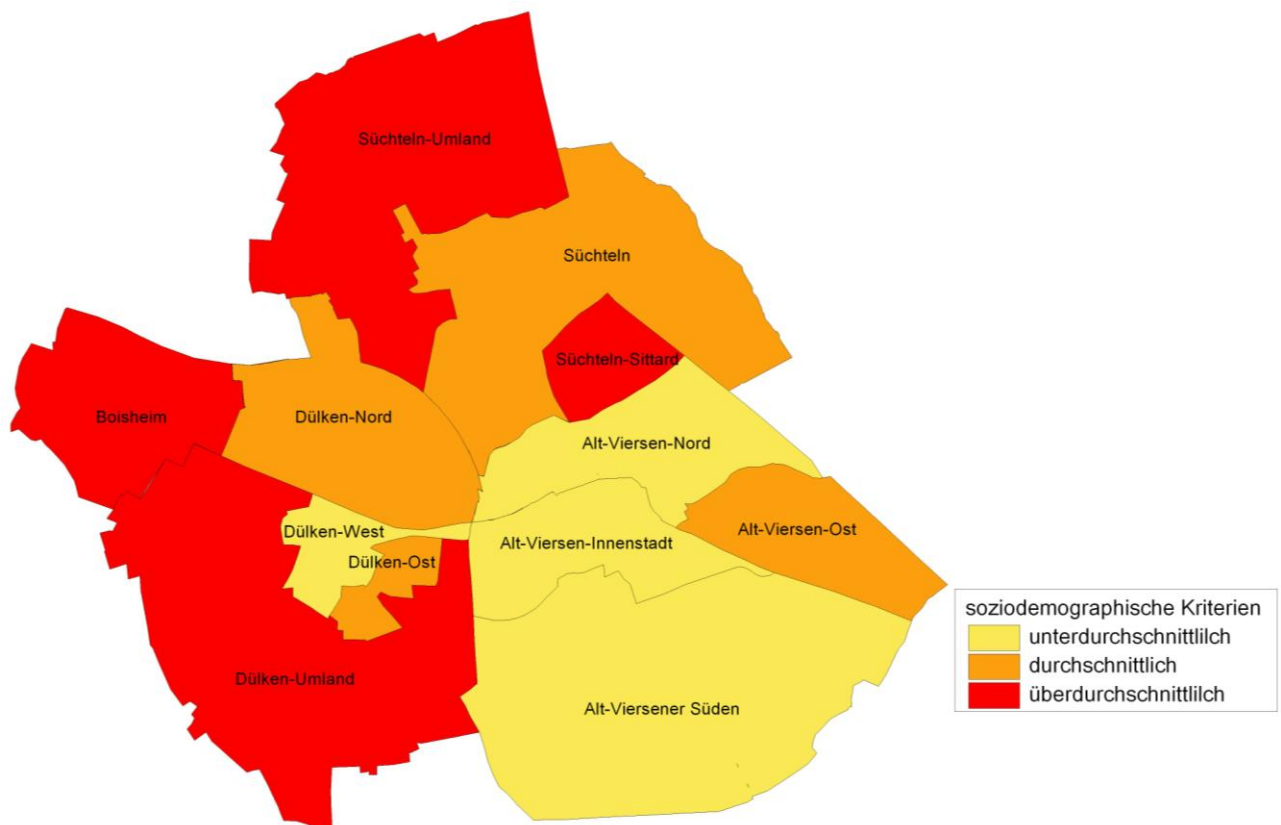 Süchteln-Umland
Süchteln
Süchteln-Sittard
Boisheim
Dülken-Nord
Alt-Viersen-Nord
Dülken-West
Alt-Viersen-Ost
Alt-Viersen-Innenstadt
Dülken-Ost
Dülken-Umland
Alt-Viersener Süden
soziodemographische Kriterien
unterdurchschnittlilch
durchschnittlich
überdurchschnittlilch